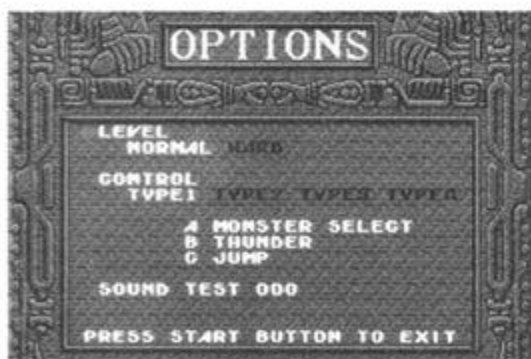 OPTIONS
LEVEL
NORMAL HARD
CONTROL
TYPE1 TYPE2 TYPE3 TYPE4
A MONSTER SELECT
B THUNDER
C JUMP
SOUND TEST 000
PRESS START BUTTON TO EXIT